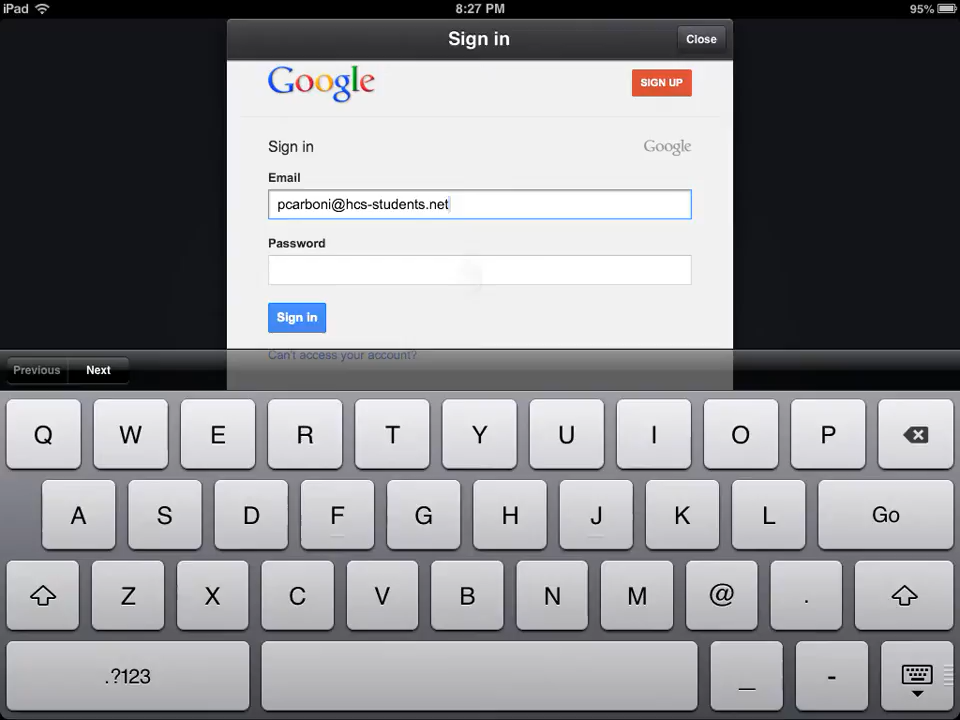 iPad 8:27 PM 95%
Sign in Close
Google SIGN UP
Sign in Google
Email
pcarboni@hcs-students.net
Password
Sign in
Can't access your account?
Previous Next
Q W E R T Y U I O P
A S D F G H J K L Go
Z X C V B N M @ .
.?123 _ -